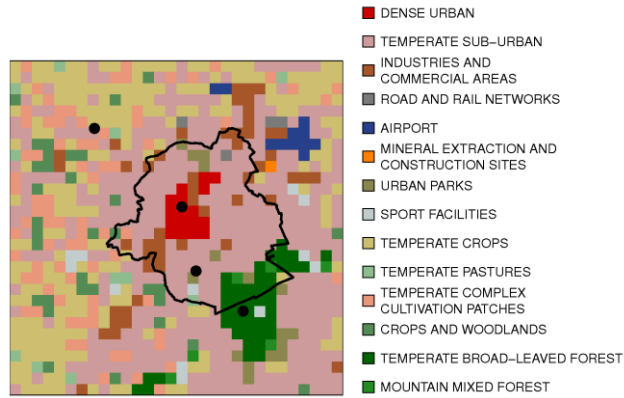 DENSE URBAN
TEMPERATE SUB−URBAN
INDUSTRIES AND
COMMERCIAL AREAS
ROAD AND RAIL NETWORKS
AIRPORT
MINERAL EXTRACTION AND
CONSTRUCTION SITES
URBAN PARKS
SPORT FACILITIES
TEMPERATE CROPS
TEMPERATE PASTURES
TEMPERATE COMPLEX
CULTIVATION PATCHES
CROPS AND WOODLANDS
TEMPERATE BROAD−LEAVED FOREST
MOUNTAIN MIXED FOREST